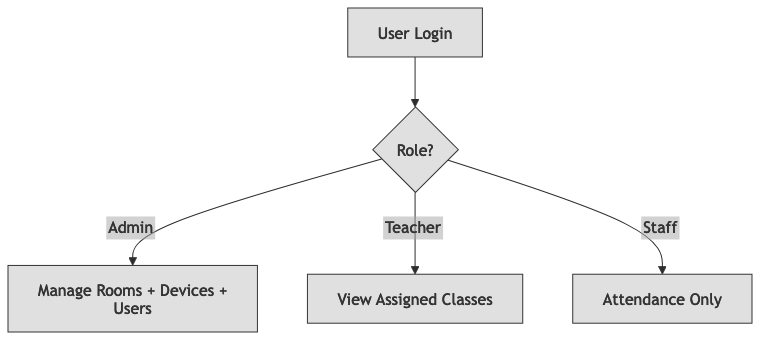 User Login
Role?
Admin
Teacher
Staff
Manage Rooms + Devices +
Users
View Assigned Classes
Attendance Only